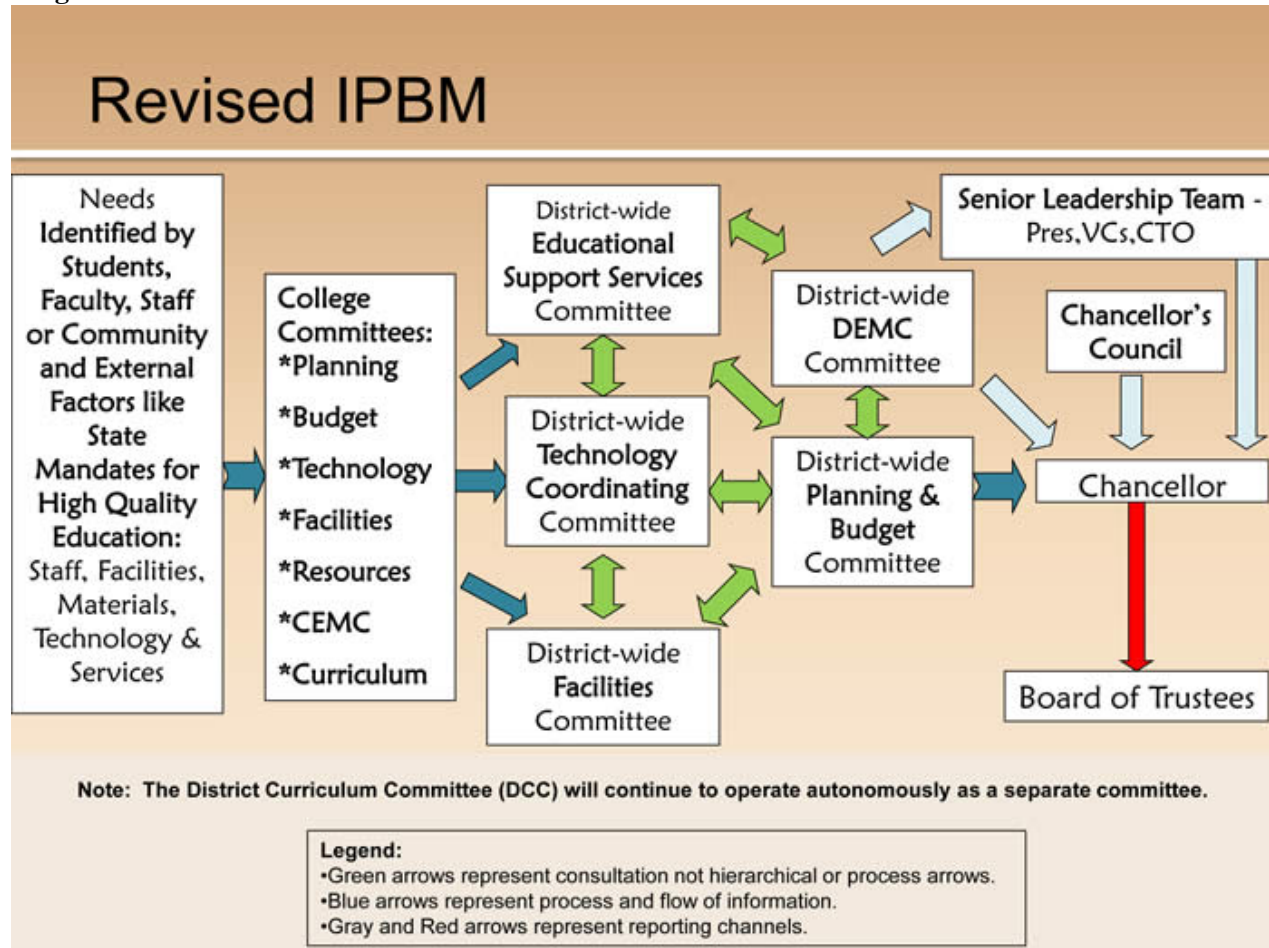 Revised IPBM
Needs
Identified by
Students,
Faculty, Staff
or Community
and External
Factors like
State
Mandates for
High Quality
Education:
Staff, Facilities,
Materials,
Technology &
Services
College
Committees:
*Planning
*Budget
*Technology
*Facilities
*Resources
*CEMC
*Curriculum
District-wide
Educational
Support Services
Committee
District-wide
Technology
Coordinating
Committee
District-wide
Facilities
Committee
District-wide
DEMC
Committee
District-wide
Planning &
Budget
Committee
Senior Leadership Team -
Pres,VCs,CTO
Chancellor's
Council
Chancellor
Board of Trustees
Note: The District Curriculum Committee (DCC) will continue to operate autonomously as a separate committee.
Legend:
•Green arrows represent consultation not hierarchical or process arrows.
•Blue arrows represent process and flow of information.
•Gray and Red arrows represent reporting channels.